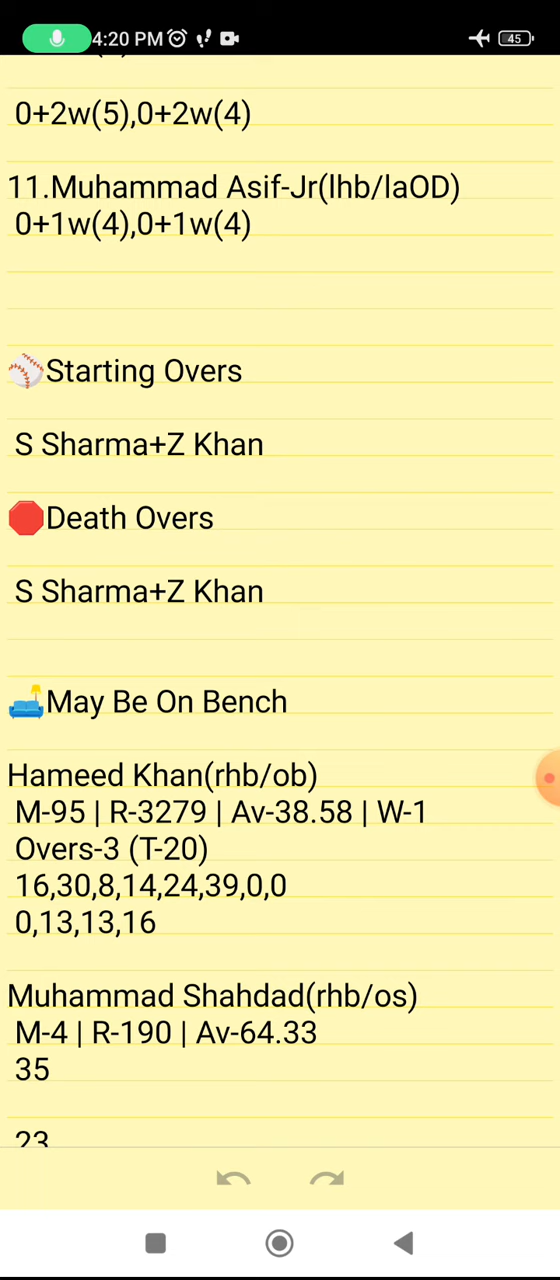 4:20 PM
45
0+2w(5),0+2w(4)
11.Muhammad Asif-Jr(lhb/laOD)
0+1w(4),0+1w(4)
⚾Starting Overs
S Sharma+Z Khan
🛑Death Overs
S Sharma+Z Khan
🛋️May Be On Bench
Hameed Khan(rhb/ob)
M-95 | R-3279 | Av-38.58 | W-1
Overs-3 (T-20)
16,30,8,14,24,39,0,0
0,13,13,16
Muhammad Shahdad(rhb/os)
M-4 | R-190 | Av-64.33
35
23